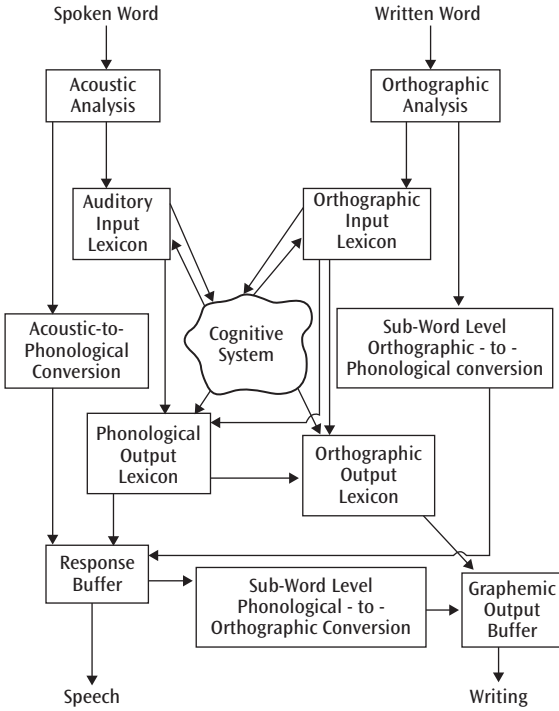 Spoken Word
Written Word
Acoustic
Analysis
Orthographic
Analysis
Auditory
Input
Lexicon
Orthographic
Input
Lexicon
Acoustic-to-
Phonological
Conversion
Cognitive
System
Sub-Word Level
Orthographic - to -
Phonological conversion
Phonological
Output
Lexicon
Orthographic
Output
Lexicon
Response
Buffer
Sub-Word Level
Phonological - to -
Orthographic Conversion
Graphemic
Output
Buffer
Speech
Writing